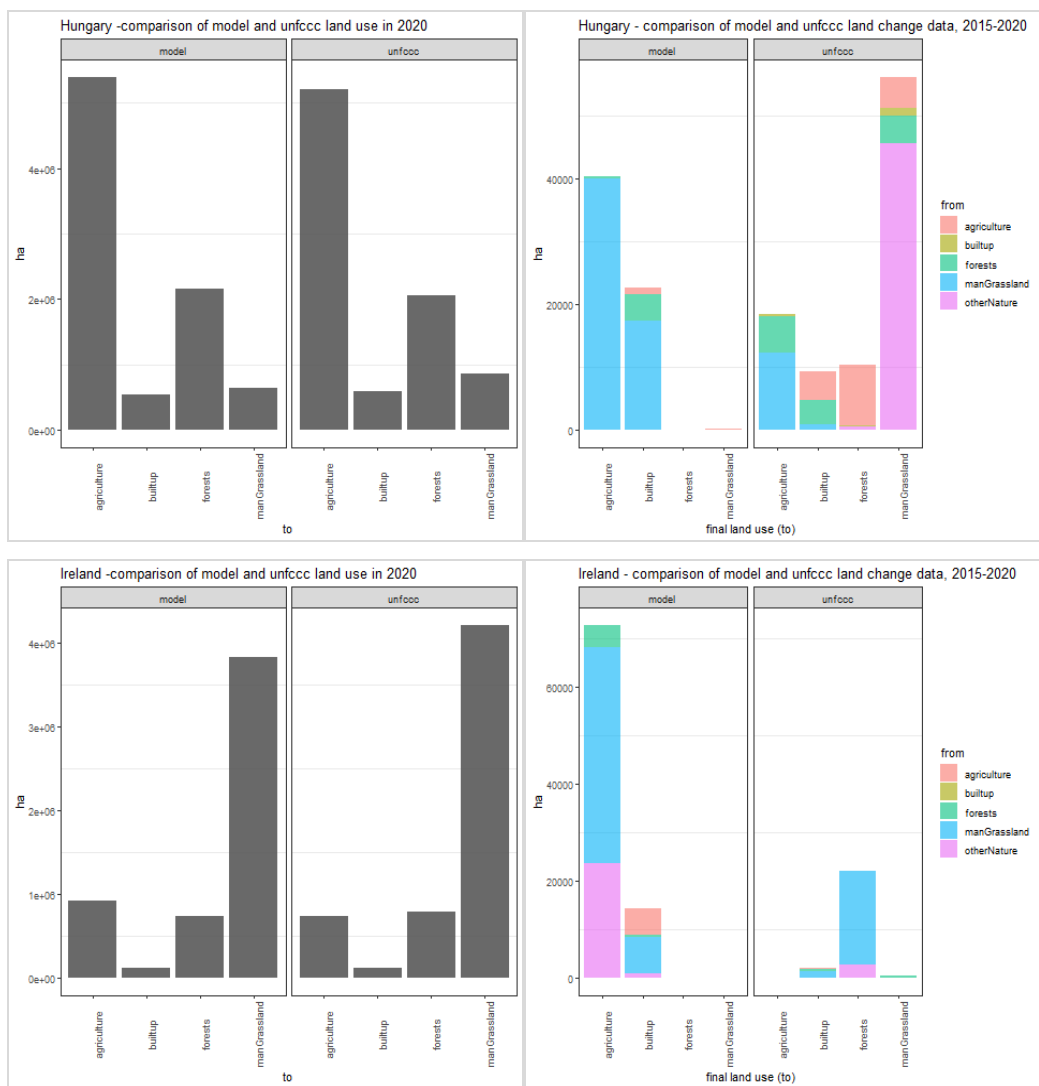 Hungary -comparison of model and unfccc land use in 2020
model
unfccc
4e+06
2e+06
0e+00
ha
agriculture
builtup
forests
manGrassland
agriculture
builtup
forests
manGrassland
to
Hungary - comparison of model and unfccc land change data, 2015-2020
model
unfccc
40000
20000
0
ha
agriculture
builtup
forests
manGrassland
agriculture
builtup
forests
manGrassland
final land use (to)
from
agriculture
builtup
forests
manGrassland
otherNature
Ireland -comparison of model and unfccc land use in 2020
model
unfccc
4e+06
3e+06
2e+06
1e+06
0e+00
ha
agriculture
builtup
forests
manGrassland
agriculture
builtup
forests
manGrassland
to
Ireland - comparison of model and unfccc land change data, 2015-2020
model
unfccc
60000
40000
20000
0
ha
agriculture
builtup
forests
manGrassland
agriculture
builtup
forests
manGrassland
final land use (to)
from
agriculture
builtup
forests
manGrassland
otherNature